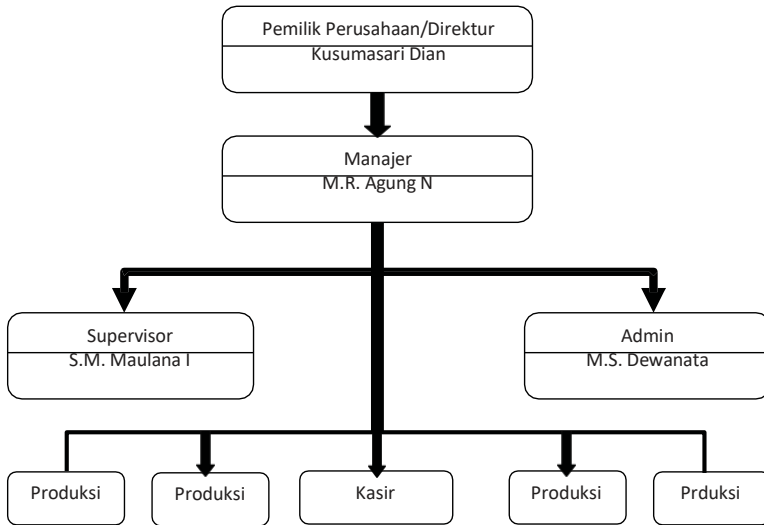 Pemilik Perusahaan/Direktur
Kusumasari Dian
Manajer
M.R. Agung N
Supervisor
S.M. Maulana I
Admin
M.S. Dewanata
Produksi
Produksi
Kasir
Produksi
Prduksi